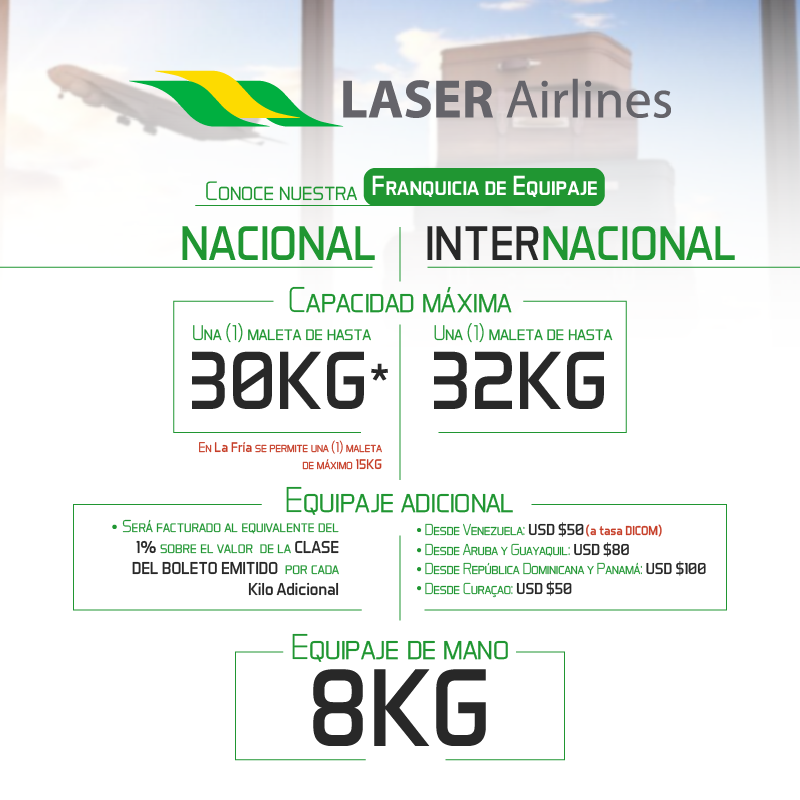 LASER Airlines
CONOCE NUESTRA FRANQUICIA DE EQUIPAJE
NACIONAL
INTERNACIONAL
CAPACIDAD MÁXIMA
UNA (1) MALETA DE HASTA
30KG*
UNA (1) MALETA DE HASTA
32KG
EN La Fría SE PERMITE UNA (1) MALETA
DE MÁXIMO 15KG
EQUIPAJE ADICIONAL
• SERÁ FACTURADO AL EQUIVALENTE DEL
1% SOBRE EL VALOR DE LA CLASE
DEL BOLETO EMITIDO POR CADA
Kilo Adicional
• DESDE VENEZUELA: USD $50 (a tasa DICOM)
• DESDE ARUBA Y GUAYAQUIL: USD $80
• DESDE REPÚBLICA DOMINICANA Y PANAMÁ: USD $100
• DESDE CURAÇAO: USD $50
EQUIPAJE DE MANO
8KG